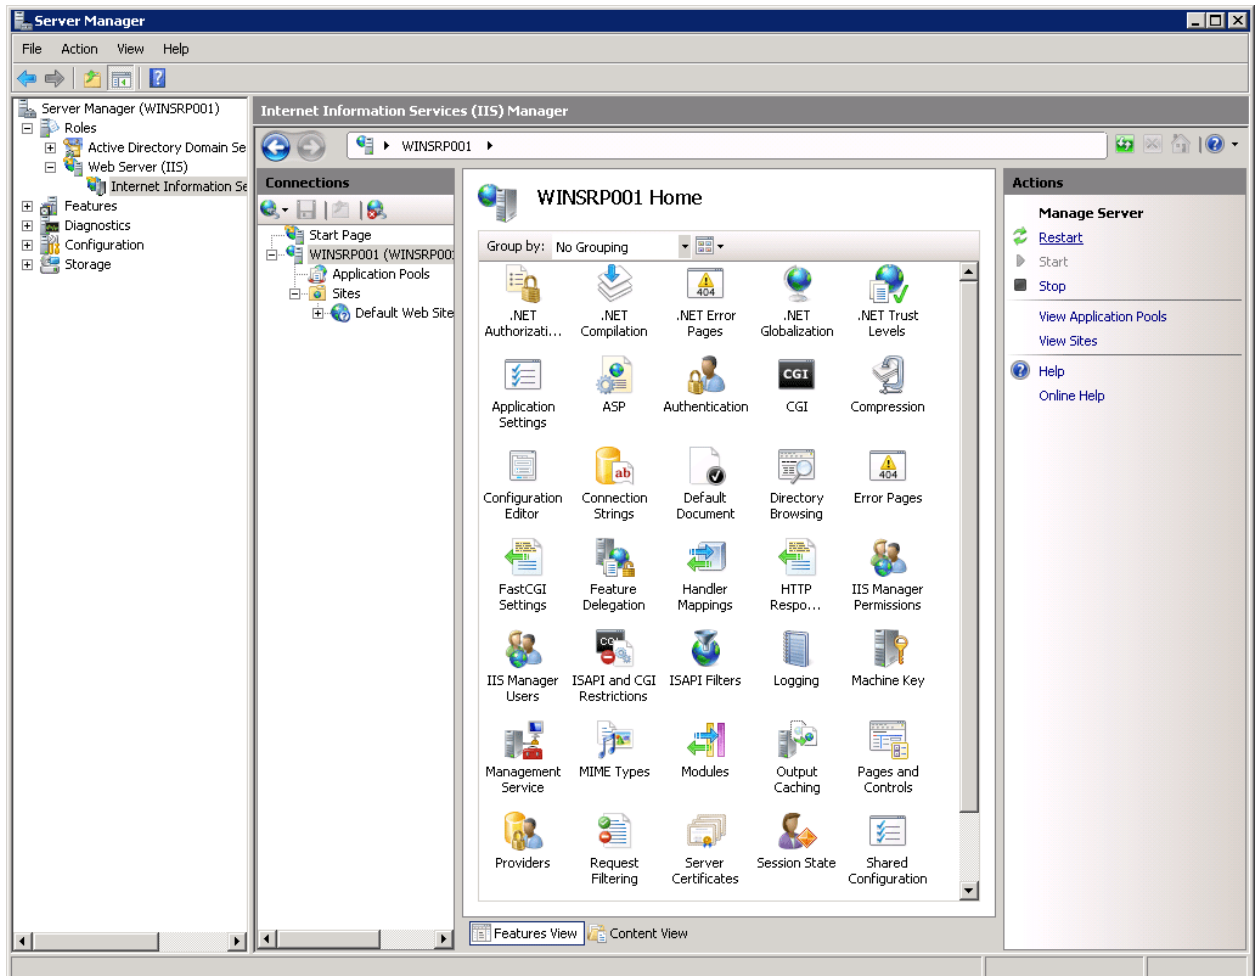 Server Manager
File Action View Help
Server Manager (WINSRP001)
Roles
Active Directory Domain Se
Web Server (IIS)
Internet Information Se
Features
Diagnostics
Configuration
Storage
Internet Information Services (IIS) Manager
WINSRP001
Connections
Start Page
WINSRP001 (WINSRP00
Application Pools
Sites
Default Web Site
WINSRP001 Home
Group by: No Grouping
.NET Authorizati...
.NET Compilation
.NET Error Pages
.NET Globalization
.NET Trust Levels
Application Settings
ASP
Authentication
CGI
CGI
Compression
Configuration Editor
ab
Connection Strings
Default Document
Directory Browsing
404
Error Pages
FastCGI Settings
Feature Delegation
Handler Mappings
HTTP Respo...
IIS Manager Permissions
IIS Manager Users
ISAPI and CGI Restrictions
ISAPI Filters
Logging
Machine Key
Management Service
MIME Types
Modules
Output Caching
Pages and Controls
Providers
Request Filtering
Server Certificates
Session State
Shared Configuration
Features View
Content View
Actions
Manage Server
Restart
Start
Stop
View Application Pools
View Sites
Help
Online Help